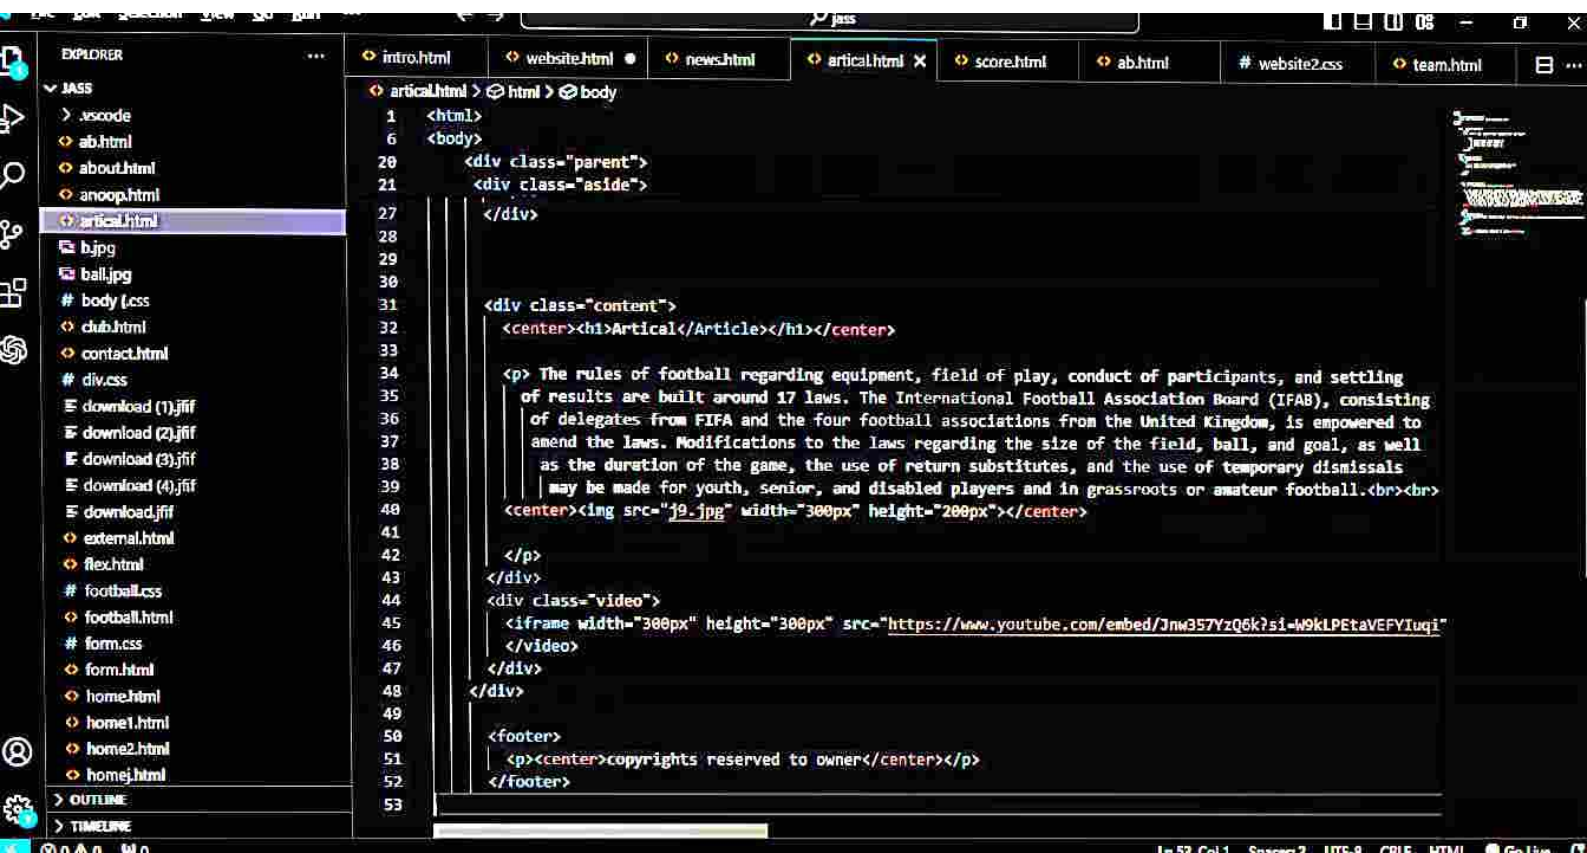 jass
EXPLORER ...
JASS
.vscode
ab.html
about.html
anoop.html
artical.html
b.jpg
ball.jpg
body {.css
club.html
contact.html
div.css
download (1).jfif
download (2).jfif
download (3).jfif
download (4).jfif
download.jfif
external.html
flex.html
football.css
football.html
form.css
form.html
home.html
home1.html
home2.html
homej.html
OUTLINE
TIMELINE
intro.html website.html news.html artical.html score.html ab.html # website2.css team.html ...
artical.html > html > body
1 <html>
6 <body>
20 <div class="parent">
21 <div class="aside">
27 </div>
28
29
30
31 <div class="content">
32 <center><h1>Artical</Article></h1></center>
33
34 <p> The rules of football regarding equipment, field of play, conduct of participants, and settling
35 of results are built around 17 laws. The International Football Association Board (IFAB), consisting
36 of delegates from FIFA and the four football associations from the United Kingdom, is empowered to
37 amend the laws. Modifications to the laws regarding the size of the field, ball, and goal, as well
38 as the duration of the game, the use of return substitutes, and the use of temporary dismissals
39 may be made for youth, senior, and disabled players and in grassroots or amateur football.<br><br>
40 <center><img src="j9.jpg" width="300px" height="200px"></center>
41
42 </p>
43 </div>
44 <div class="video">
45 <iframe width="300px" height="300px" src="https://www.youtube.com/embed/Jnw357YzQ6k?si=W9kLPEtaVEFYIuqi"
46 </video>
47 </div>
48 </div>
49
50 <footer>
51 <p><center>copyrights reserved to owner</center></p>
52 </footer>
53
Ln 53, Col 1 Spaces: 2 UTF-8 CRLF HTML Go Live